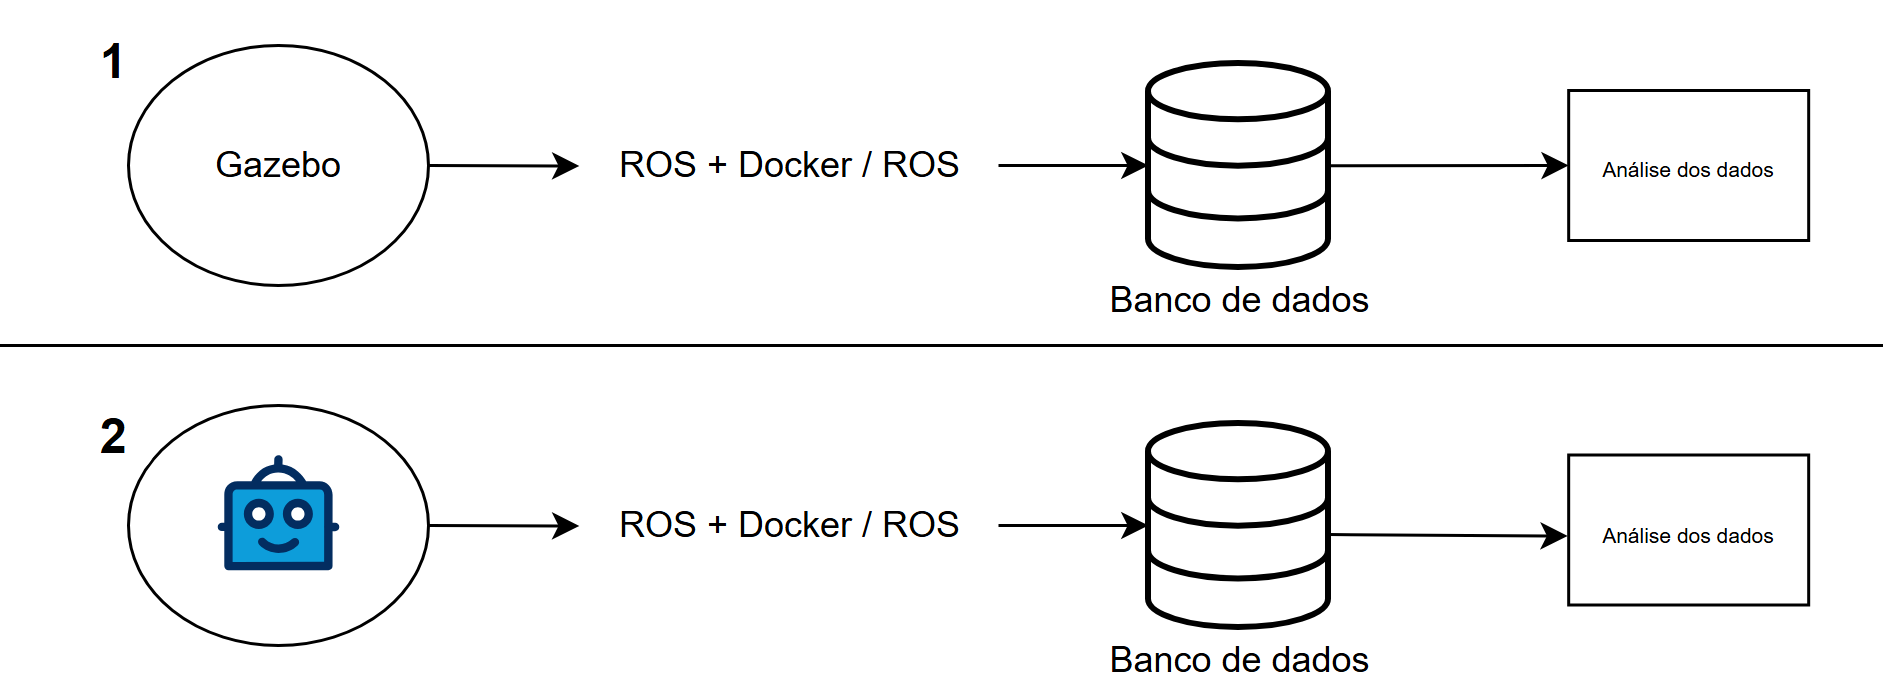 1
Gazebo
ROS + Docker / ROS
Análise dos dados
Banco de dados
2
ROS + Docker / ROS
Análise dos dados
Banco de dados